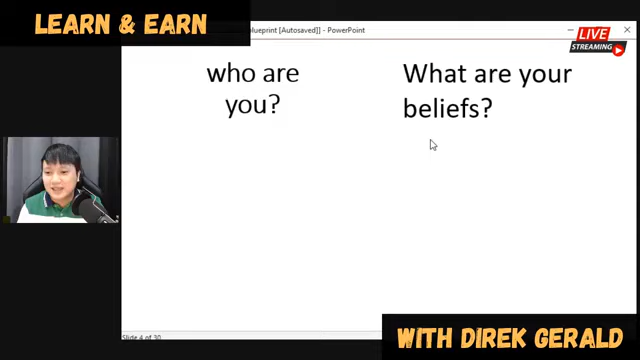 LEARN & EARN
lueprint [Autosaved] - PowerPoint
LIVE
STREAMING
who are
you?
What are your
beliefs?
Slide 4 of 30
WITH DIREK GERALD